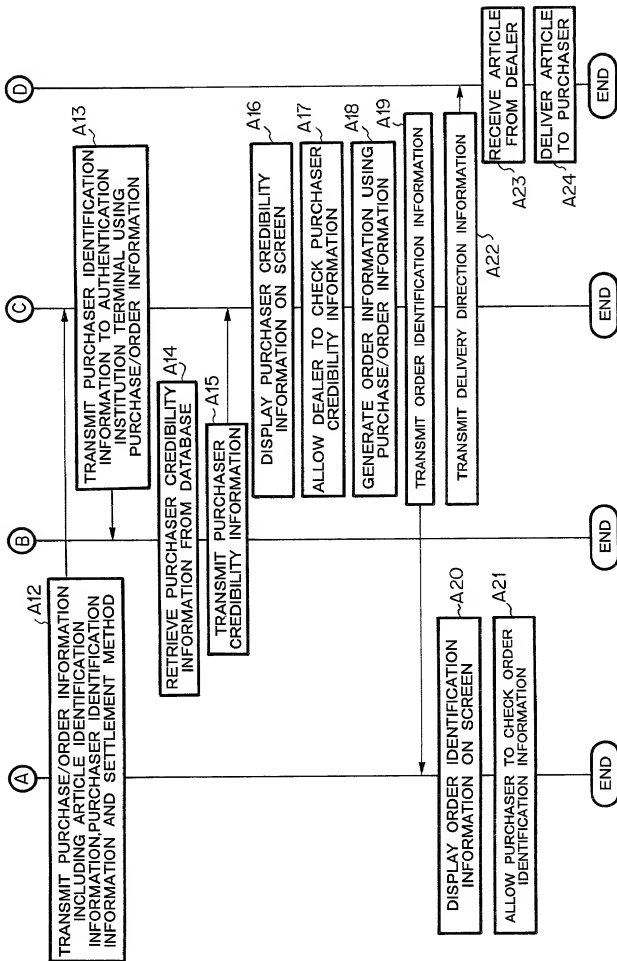 A
B
C
D
A12
TRANSMIT PURCHASE/ORDER INFORMATION
INCLUDING ARTICLE IDENTIFICATION
INFORMATION,PURCHASER IDENTIFICATION
INFORMATION AND SETTLEMENT METHOD
A13
TRANSMIT PURCHASER IDENTIFICATION
INFORMATION TO AUTHENTICATION
INSTITUTION TERMINAL USING
PURCHASE/ORDER INFORMATION
A14
RETRIEVE PURCHASER CREDIBILITY
INFORMATION FROM DATABASE
A15
TRANSMIT PURCHASER
CREDIBILITY INFORMATION
A16
DISPLAY PURCHASER CREDIBILITY
INFORMATION ON SCREEN
A17
ALLOW DEALER TO CHECK PURCHASER
CREDIBILITY INFORMATION
A18
GENERATE ORDER INFORMATION USING
PURCHASE/ORDER INFORMATION
A19
TRANSMIT ORDER IDENTIFICATION INFORMATION
A20
DISPLAY ORDER IDENTIFICATION
INFORMATION ON SCREEN
A21
ALLOW PURCHASER TO CHECK ORDER
IDENTIFICATION INFORMATION
TRANSMIT DELIVERY DIRECTION INFORMATION
A22
RECEIVE ARTICLE
FROM DEALER
A23
DELIVER ARTICLE
TO PURCHASER
A24
END
END
END
END